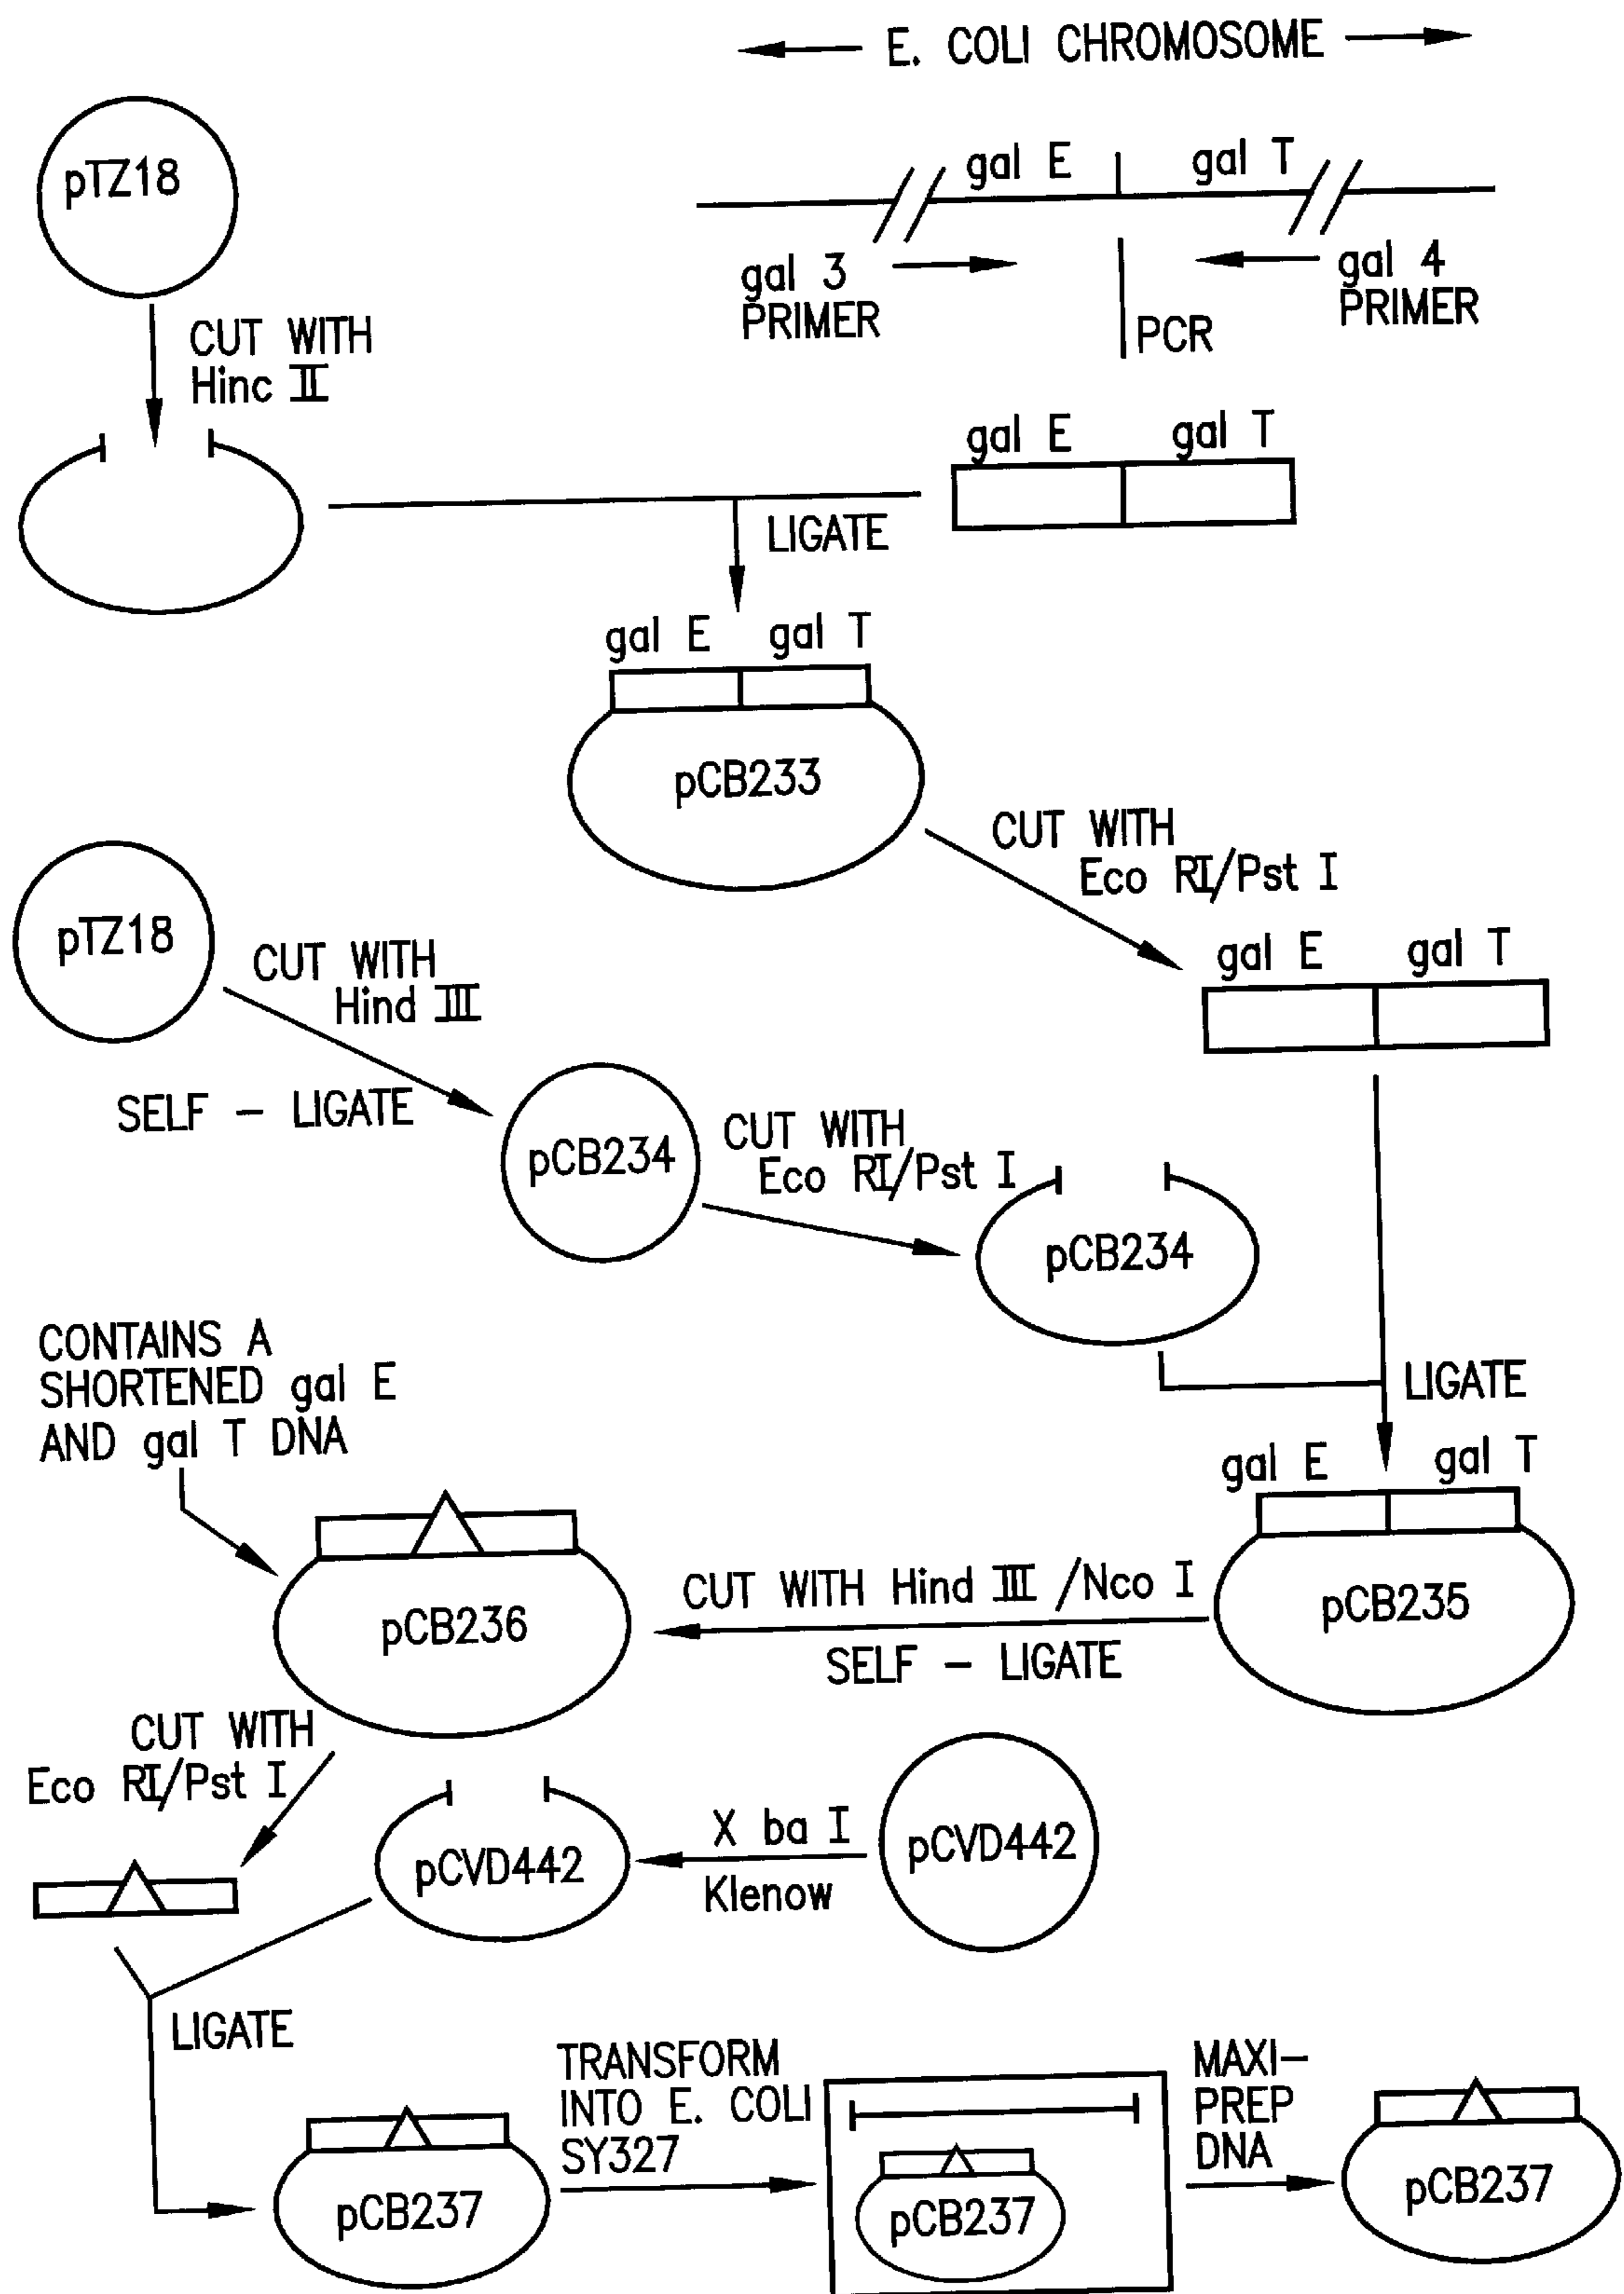 E. COLI CHROMOSOME
pTZ18
gal E
gal T
gal 3
PRIMER
gal 4
PRIMER
PCR
CUT WITH
Hinc II
gal E
gal T
LIGATE
gal E
gal T
pCB233
CUT WITH
Eco RI/Pst I
pTZ18
CUT WITH
Hind III
gal E
gal T
SELF - LIGATE
pCB234
CUT WITH
Eco RI/Pst I
pCB234
CONTAINS A
SHORTENED gal E
AND gal T DNA
LIGATE
gal E
gal T
pCB236
CUT WITH Hind III /Nco I
SELF - LIGATE
pCB235
CUT WITH
Eco RI/Pst I
pCVD442
X ba I
Klenow
pCVD442
LIGATE
pCB237
TRANSFORM
INTO E. COLI
SY327
pCB237
MAXI-
PREP
DNA
pCB237